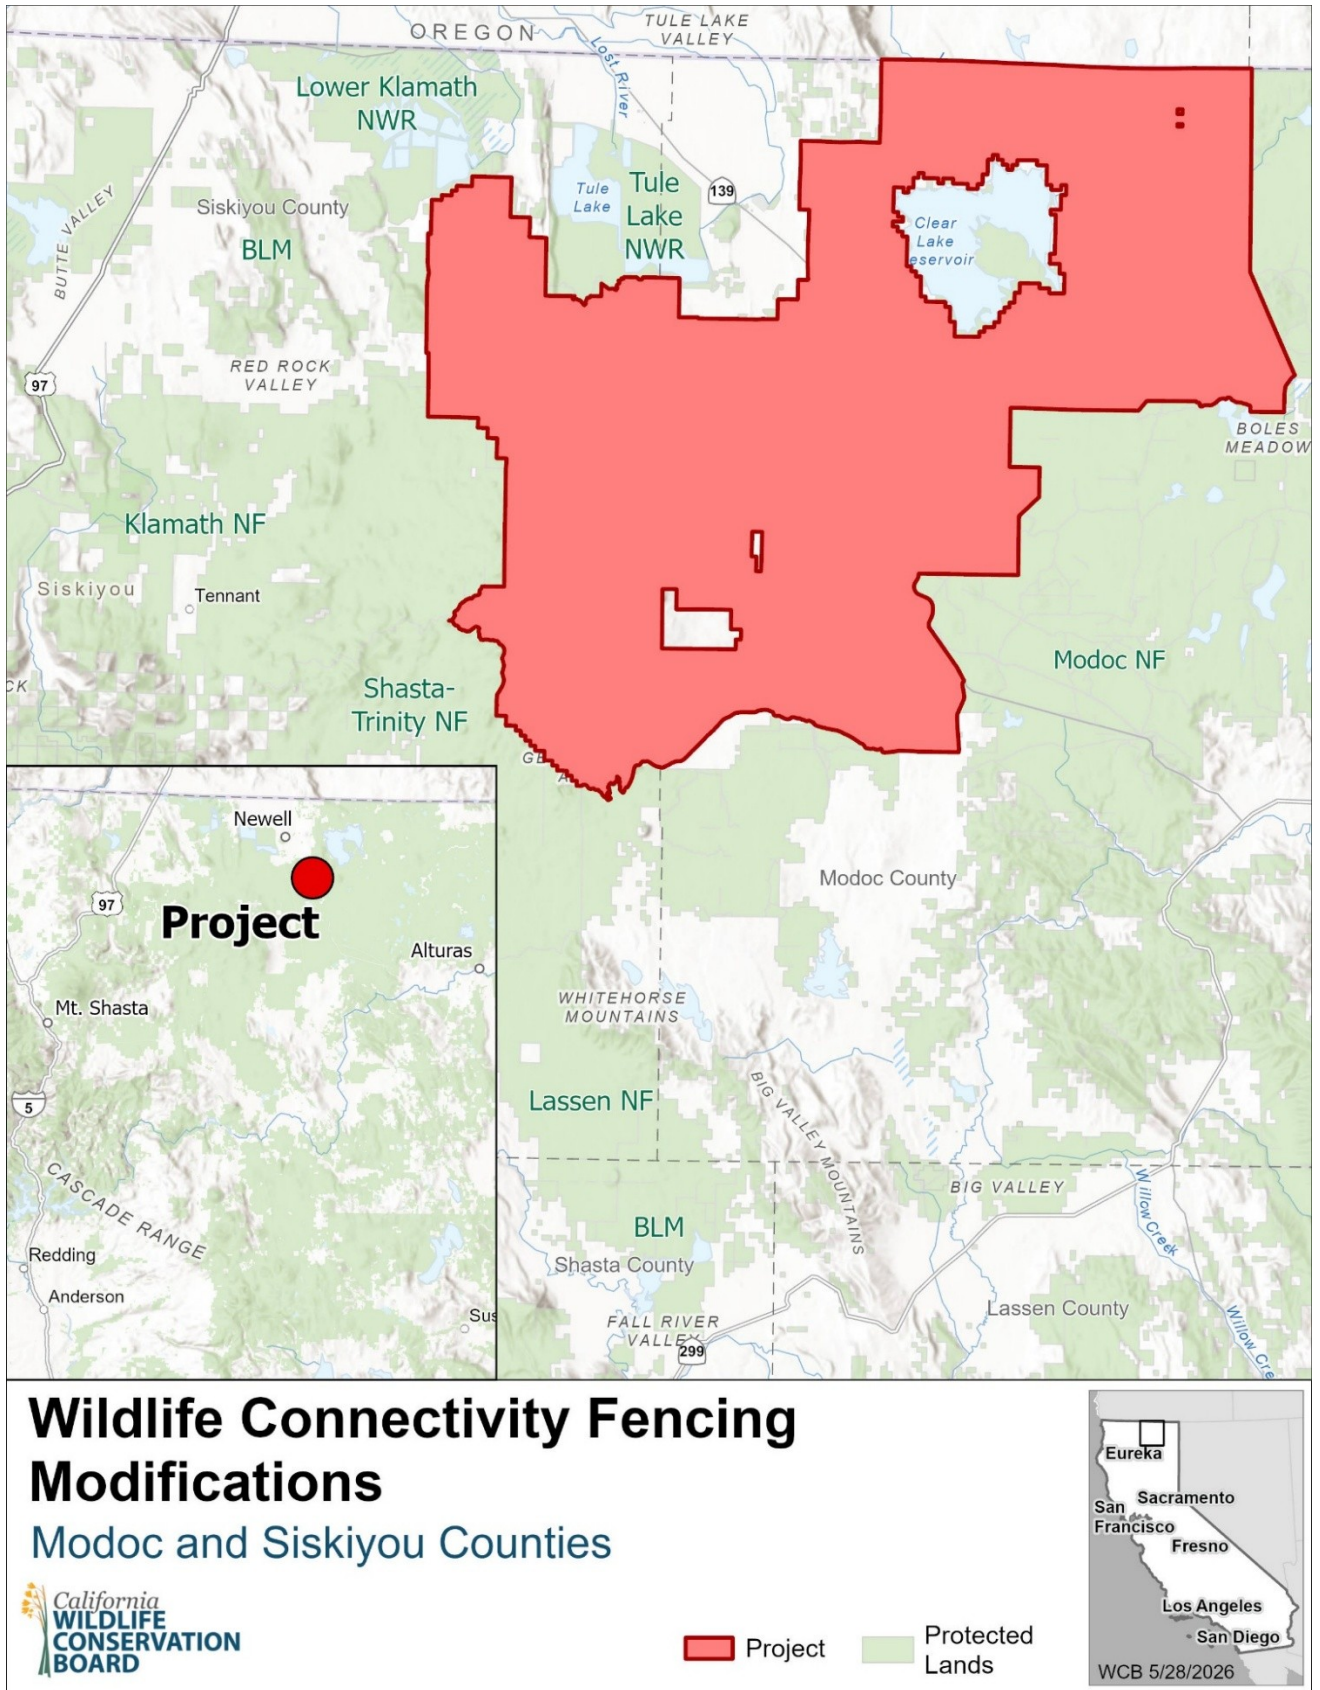 OREGON
TULE LAKE
VALLEY
Lost River
Lower Klamath
NWR
Tule
Lake
Tule
Lake
NWR
139
Siskiyou County
BLM
BUTTE VALLEY
Clear
Lake
eservoir
RED ROCK
VALLEY
97
BOLES
MEADOW
Klamath NF
Siskiyou
Tennant
Modoc NF
CK
Shasta-
Trinity NF
Modoc County
WHITEHORSE
MOUNTAINS
Lassen NF
BIG VALLEY MOUNTAINS
BIG VALLEY
Willow Creek
BLM
Shasta County
Lassen County
FALL RIVER
VALLEY
299
Willow Cre
Newell
97
Project
Alturas
Mt. Shasta
5
CASCADE RANGE
Redding
Anderson
Sus
Wildlife Connectivity Fencing
Modifications
Modoc and Siskiyou Counties
California
WILDLIFE
CONSERVATION
BOARD
Project
Protected
Lands
Eureka
Sacramento
San
Francisco
Fresno
Los Angeles
San Diego
WCB 5/28/2026